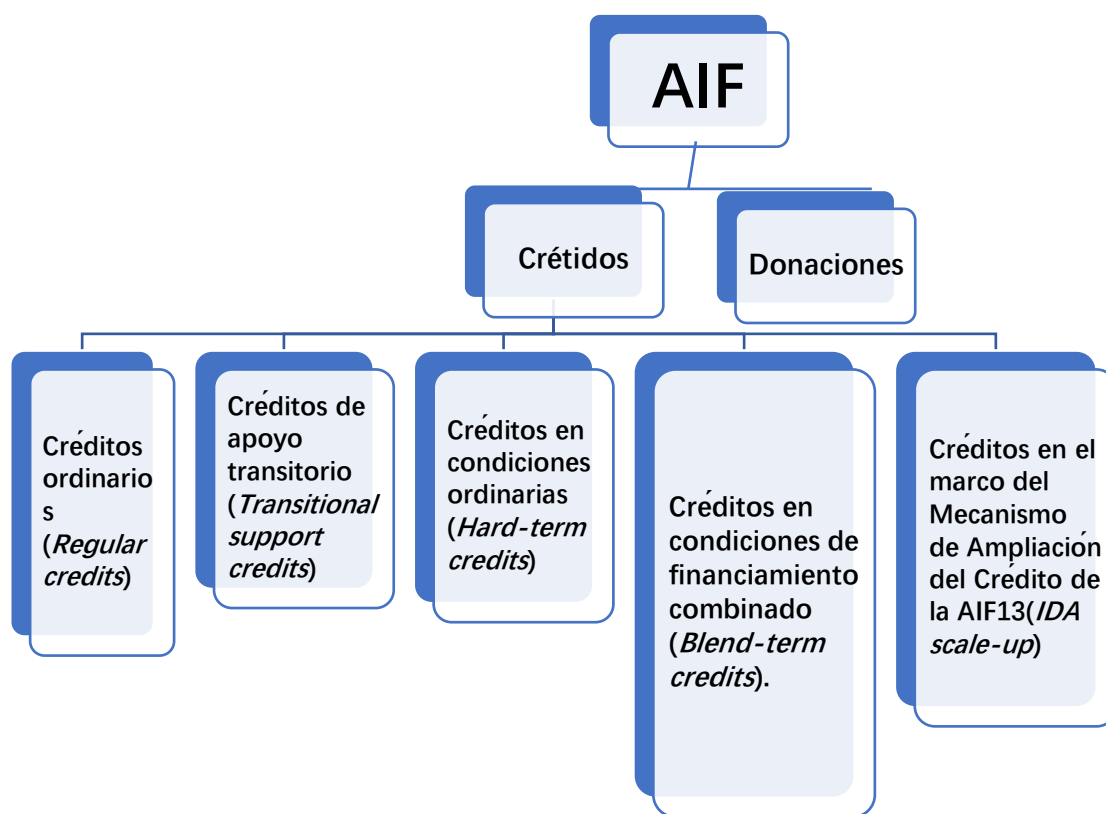 AIF
Crétidos
Donaciones
Créditos
ordinario
s
(Regular
credits)
Créditos de
apoyo
transitorio
(Transitional
support
credits)
Créditos en
condiciones
ordinarias
(Hard-term
credits)
Créditos en
condiciones de
financiamiento
combinado
(Blend-term
credits).
Créditos en el
marco del
Mecanismo
de Ampliación
del Crédito de
la AIF13(IDA
scale-up)